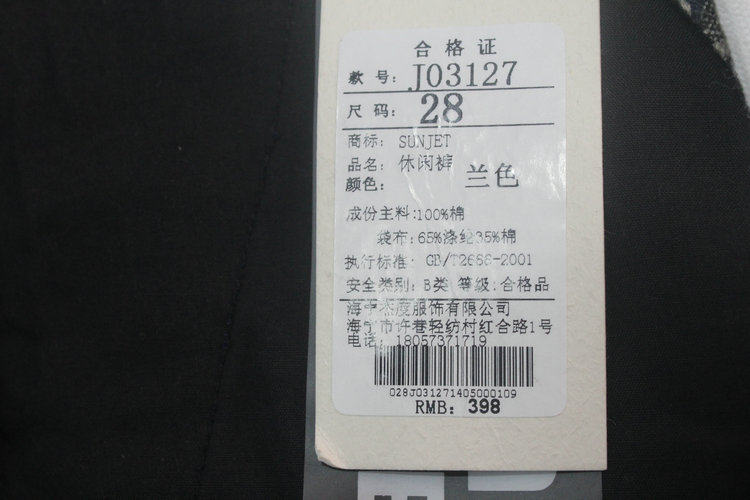 合格证
款号: J03127
尺码: 28
商标: SUNJET
品名: 休闲裤
颜色: 兰色
成份主料:100%棉
袋布:65%涤纶35%棉
执行标准: GB/T2666-2001
安全类别: B类 等级:合格品
海宁杰度服饰有限公司
海宁市许巷轻纺村红合路1号
电话: 18057371719
028J031271405000109
RMB: 398